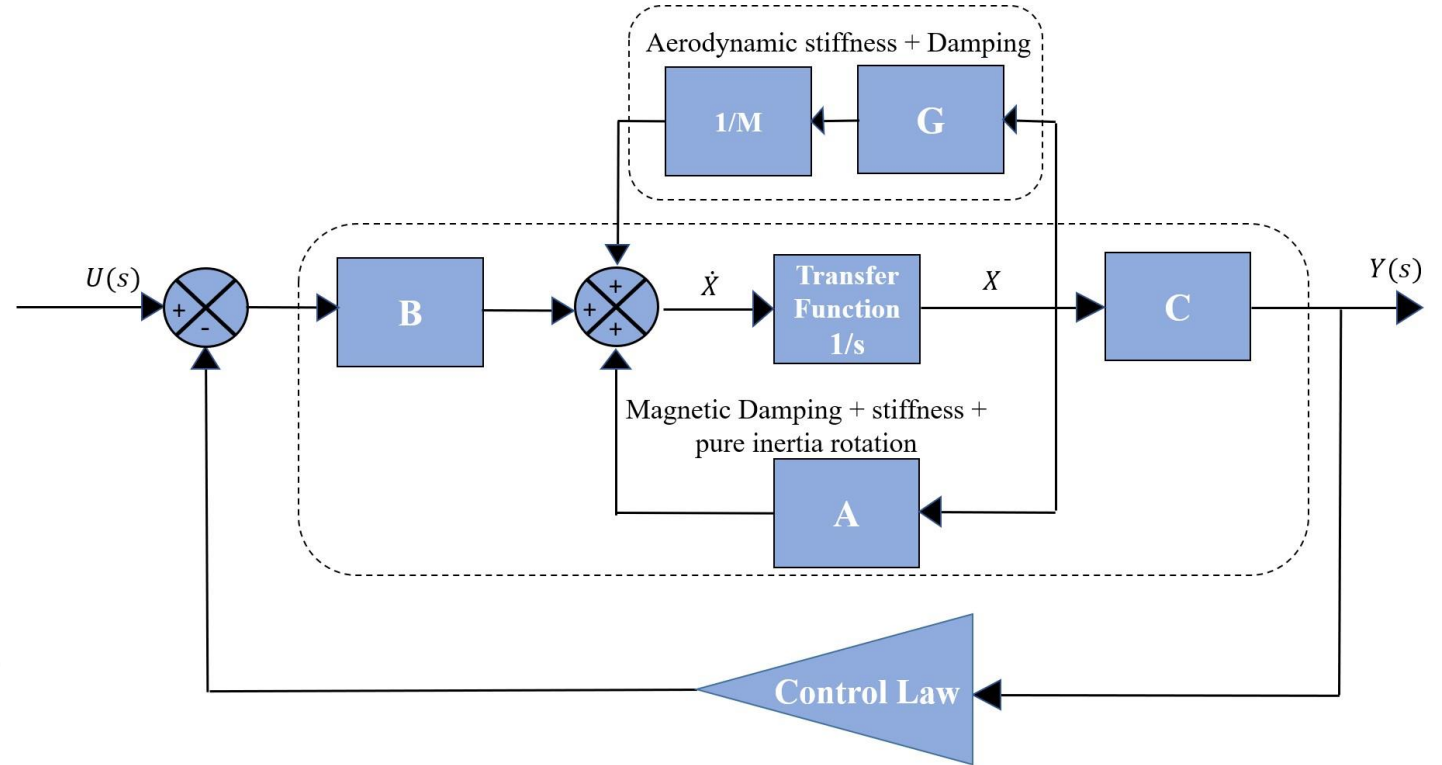 Aerodynamic stiffness + Damping
1/M
G
U(s)
Y(s)
+
-
B
+
+
+
Ẋ
Transfer
Function
1/s
X
C
Magnetic Damping + stiffness +
pure inertia rotation
A
Control Law